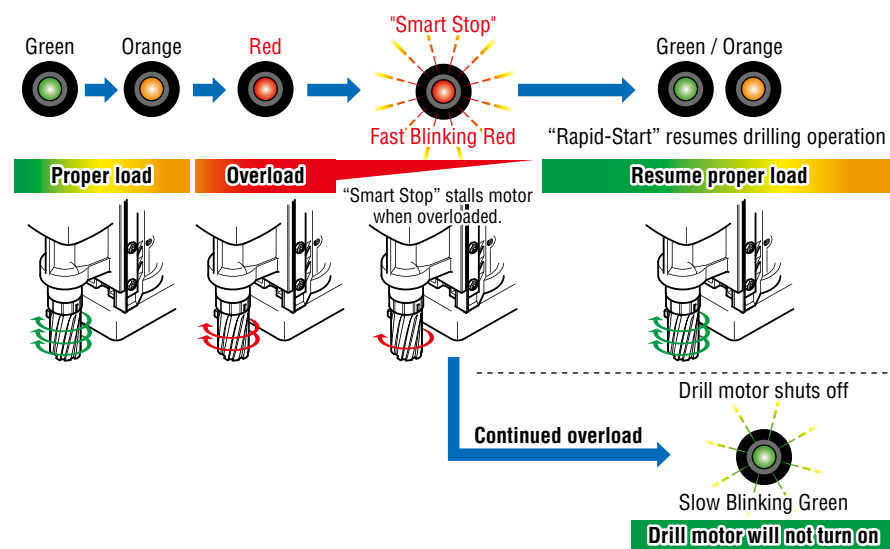 "Smart Stop"
Green
Orange
Red
Green / Orange
Fast Blinking Red
“Rapid-Start” resumes drilling operation
Proper load
Overload
Resume proper load
“Smart Stop” stalls motor
when overloaded.
Drill motor shuts off
Continued overload
Slow Blinking Green
Drill motor will not turn on